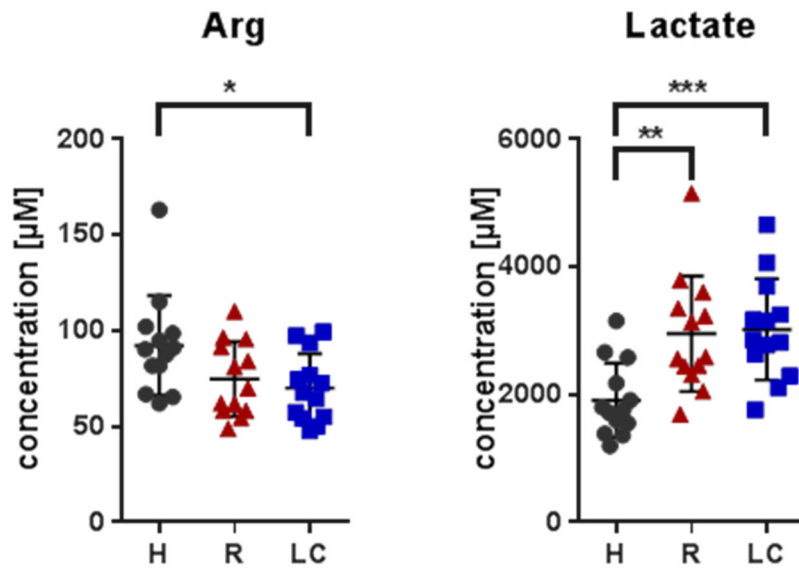 Arg
*
200
150
100
50
0
concentration [µM]
H R LC
Lactate
***
**
6000
4000
2000
0
concentration [µM]
H R LC